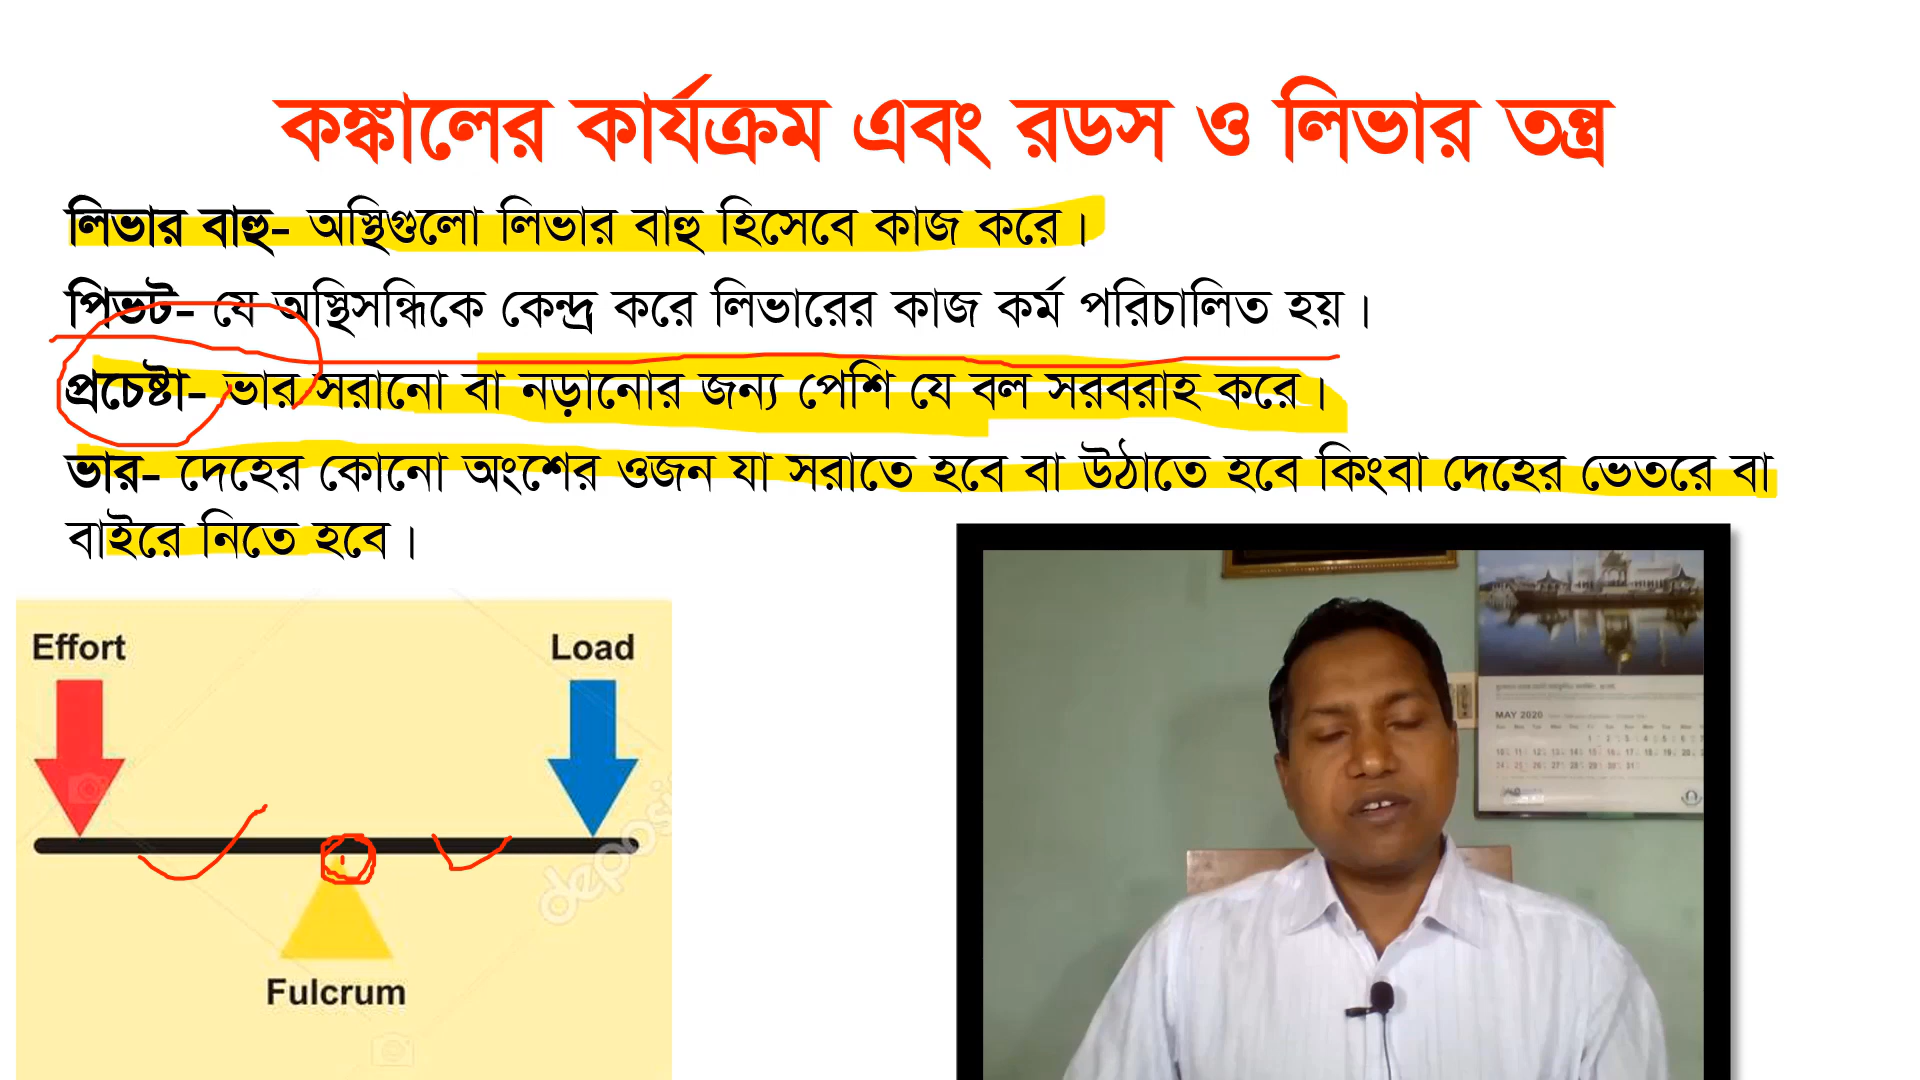 কঙ্কালের কার্যক্রম এবং রডস ও লিভার তন্ত্র
লিভার বাহু- অস্থিগুলো লিভার বাহু হিসেবে কাজ করে।
পিভট- যে অস্থিসন্ধিকে কেন্দ্র করে লিভারের কাজ কর্ম পরিচালিত হয়।
প্রচেষ্টা- ভার সরানো বা নড়ানোর জন্য পেশি যে বল সরবরাহ করে।
ভার- দেহের কোনো অংশের ওজন যা সরাতে হবে বা উঠাতে হবে কিংবা দেহের ভেতরে বা
বাইরে নিতে হবে।
Effort
Load
Fulcrum
MAY 2020